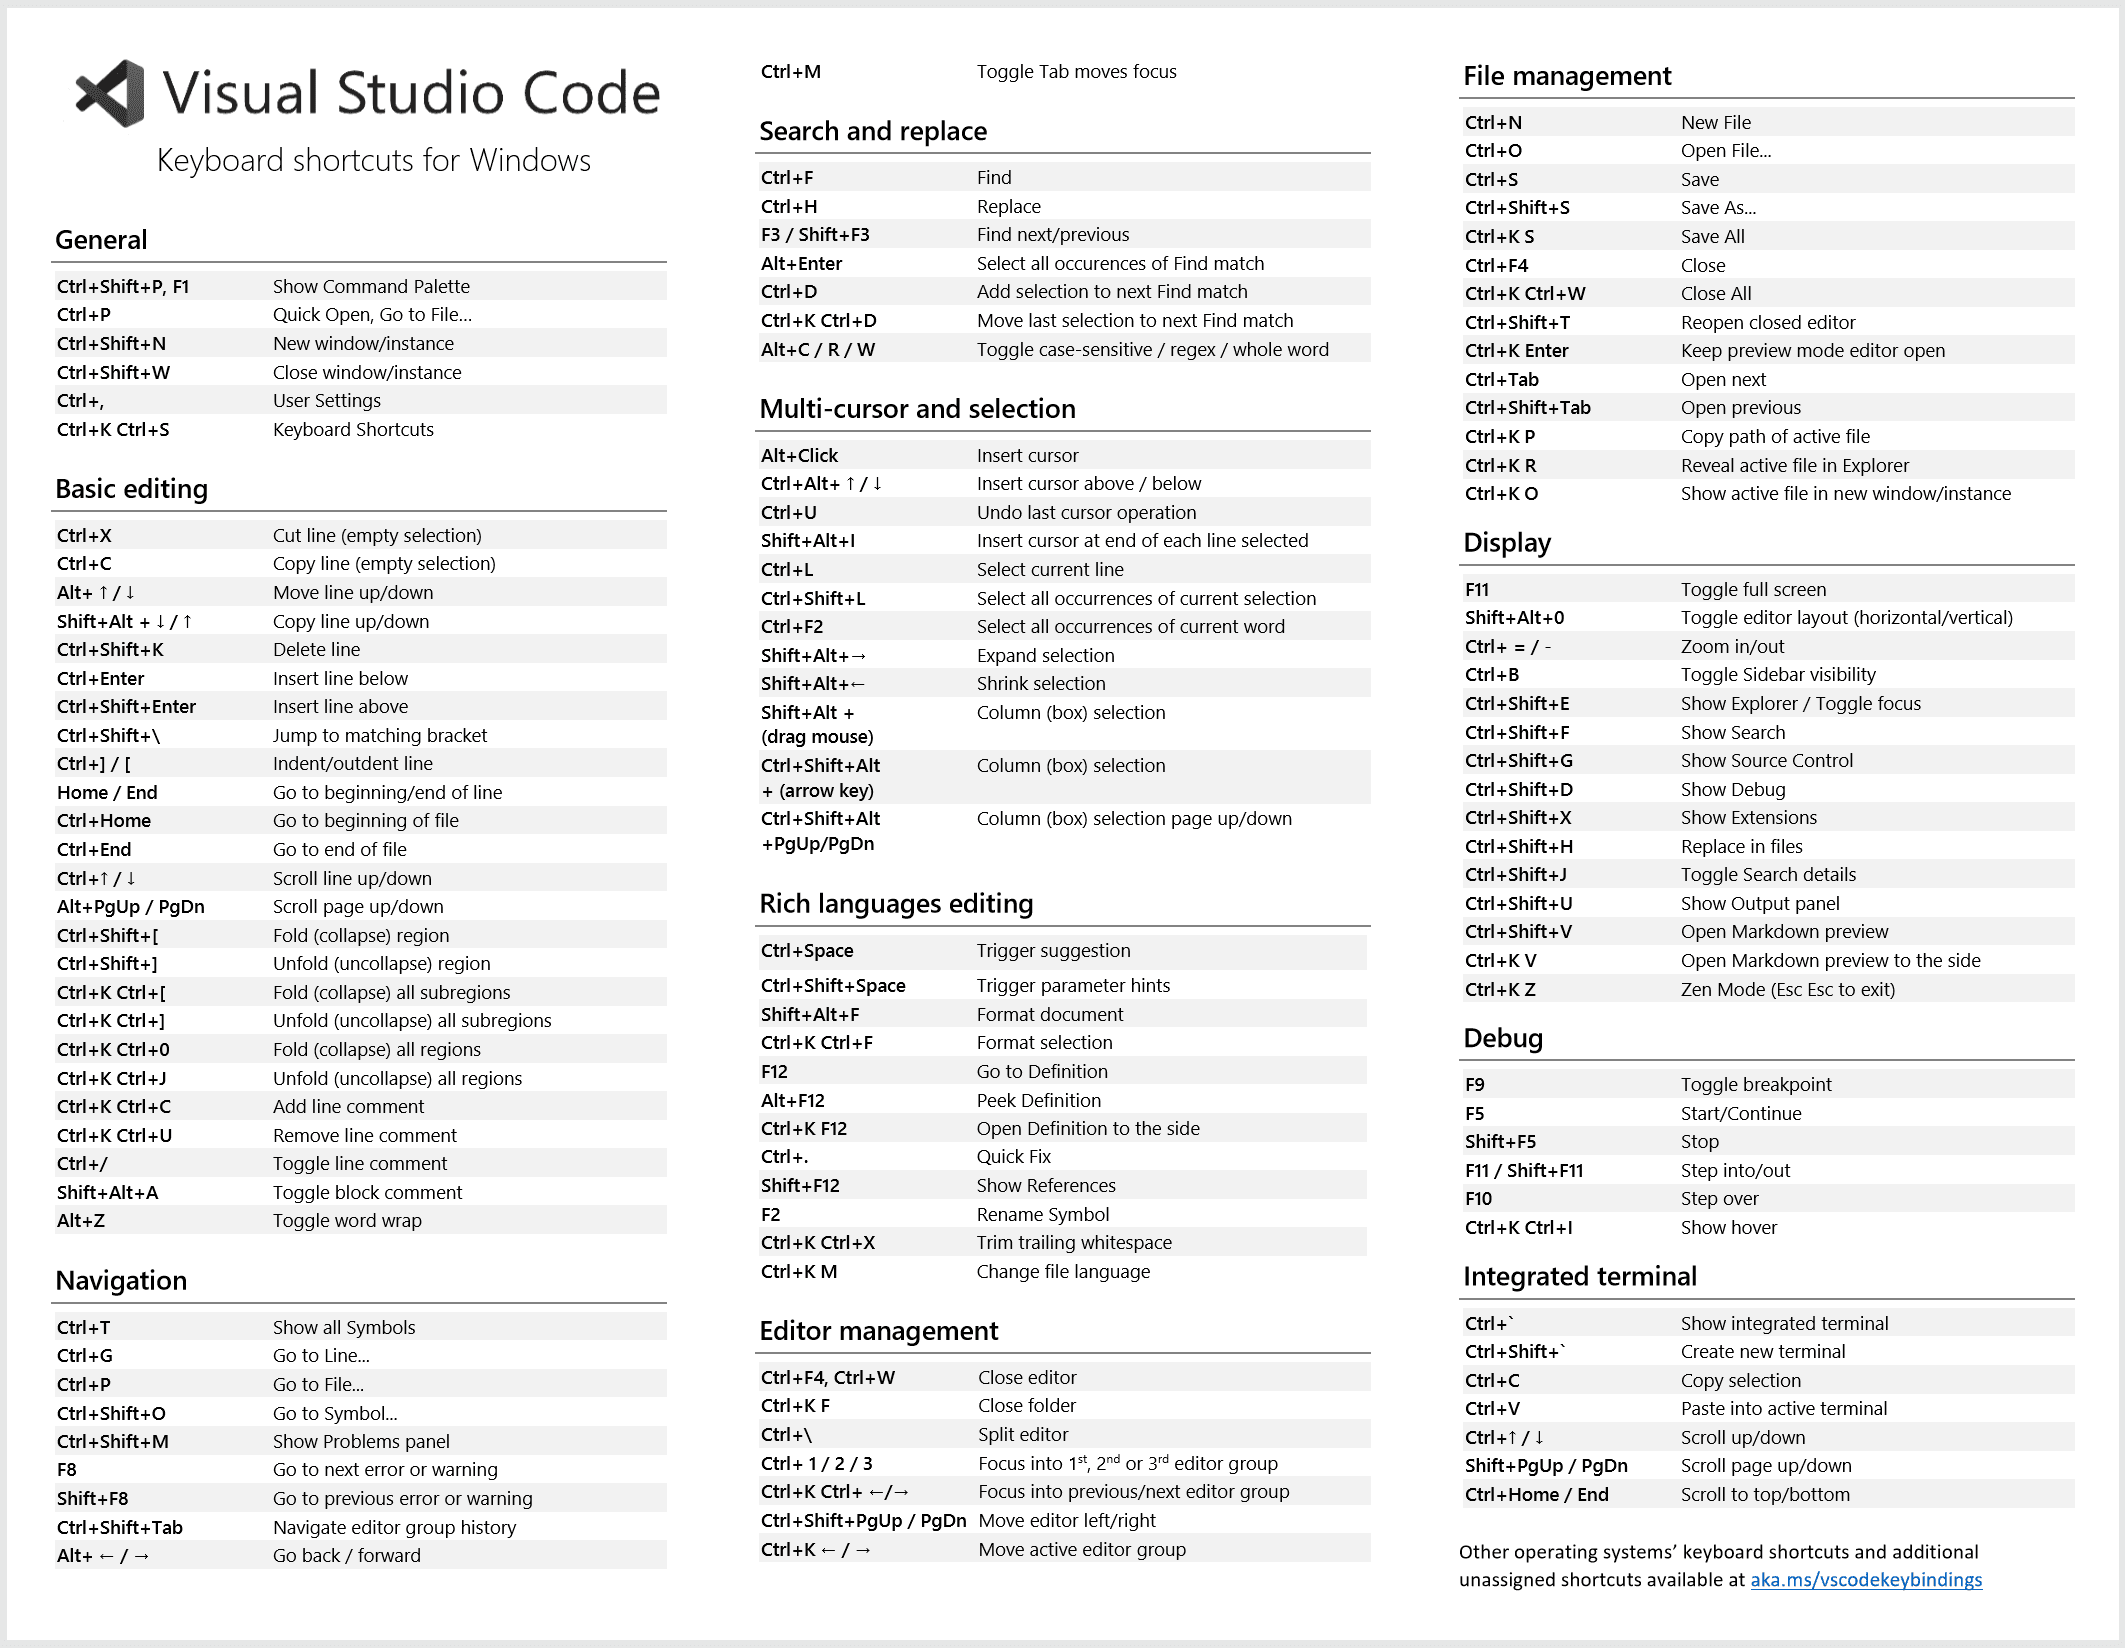 Visual Studio Code
Keyboard shortcuts for Windows
General
Ctrl+Shift+P, F1 Show Command Palette
Ctrl+P Quick Open, Go to File...
Ctrl+Shift+N New window/instance
Ctrl+Shift+W Close window/instance
Ctrl+, User Settings
Ctrl+K Ctrl+S Keyboard Shortcuts
Basic editing
Ctrl+X Cut line (empty selection)
Ctrl+C Copy line (empty selection)
Alt+ ↑ / ↓ Move line up/down
Shift+Alt + ↓ / ↑ Copy line up/down
Ctrl+Shift+K Delete line
Ctrl+Enter Insert line below
Ctrl+Shift+Enter Insert line above
Ctrl+Shift+\ Jump to matching bracket
Ctrl+] / [ Indent/outdent line
Home / End Go to beginning/end of line
Ctrl+Home Go to beginning of file
Ctrl+End Go to end of file
Ctrl+↑ / ↓ Scroll line up/down
Alt+PgUp / PgDn Scroll page up/down
Ctrl+Shift+[ Fold (collapse) region
Ctrl+Shift+] Unfold (uncollapse) region
Ctrl+K Ctrl+[ Fold (collapse) all subregions
Ctrl+K Ctrl+] Unfold (uncollapse) all subregions
Ctrl+K Ctrl+0 Fold (collapse) all regions
Ctrl+K Ctrl+J Unfold (uncollapse) all regions
Ctrl+K Ctrl+C Add line comment
Ctrl+K Ctrl+U Remove line comment
Ctrl+/ Toggle line comment
Shift+Alt+A Toggle block comment
Alt+Z Toggle word wrap
Navigation
Ctrl+T Show all Symbols
Ctrl+G Go to Line...
Ctrl+P Go to File...
Ctrl+Shift+O Go to Symbol...
Ctrl+Shift+M Show Problems panel
F8 Go to next error or warning
Shift+F8 Go to previous error or warning
Ctrl+Shift+Tab Navigate editor group history
Alt+ ← / → Go back / forward
Ctrl+M Toggle Tab moves focus
Search and replace
Ctrl+F Find
Ctrl+H Replace
F3 / Shift+F3 Find next/previous
Alt+Enter Select all occurences of Find match
Ctrl+D Add selection to next Find match
Ctrl+K Ctrl+D Move last selection to next Find match
Alt+C / R / W Toggle case-sensitive / regex / whole word
Multi-cursor and selection
Alt+Click Insert cursor
Ctrl+Alt+ ↑ / ↓ Insert cursor above / below
Ctrl+U Undo last cursor operation
Shift+Alt+I Insert cursor at end of each line selected
Ctrl+L Select current line
Ctrl+Shift+L Select all occurrences of current selection
Ctrl+F2 Select all occurrences of current word
Shift+Alt+→ Expand selection
Shift+Alt+← Shrink selection
Shift+Alt + Column (box) selection
(drag mouse)
Ctrl+Shift+Alt Column (box) selection
+ (arrow key)
Ctrl+Shift+Alt Column (box) selection page up/down
+PgUp/PgDn
Rich languages editing
Ctrl+Space Trigger suggestion
Ctrl+Shift+Space Trigger parameter hints
Shift+Alt+F Format document
Ctrl+K Ctrl+F Format selection
F12 Go to Definition
Alt+F12 Peek Definition
Ctrl+K F12 Open Definition to the side
Ctrl+. Quick Fix
Shift+F12 Show References
F2 Rename Symbol
Ctrl+K Ctrl+X Trim trailing whitespace
Ctrl+K M Change file language
Editor management
Ctrl+F4, Ctrl+W Close editor
Ctrl+K F Close folder
Ctrl+\ Split editor
Ctrl+ 1 / 2 / 3 Focus into 1st, 2nd or 3rd editor group
Ctrl+K Ctrl+ ←/→ Focus into previous/next editor group
Ctrl+Shift+PgUp / PgDn Move editor left/right
Ctrl+K ← / → Move active editor group
File management
Ctrl+N New File
Ctrl+O Open File...
Ctrl+S Save
Ctrl+Shift+S Save As...
Ctrl+K S Save All
Ctrl+F4 Close
Ctrl+K Ctrl+W Close All
Ctrl+Shift+T Reopen closed editor
Ctrl+K Enter Keep preview mode editor open
Ctrl+Tab Open next
Ctrl+Shift+Tab Open previous
Ctrl+K P Copy path of active file
Ctrl+K R Reveal active file in Explorer
Ctrl+K O Show active file in new window/instance
Display
F11 Toggle full screen
Shift+Alt+0 Toggle editor layout (horizontal/vertical)
Ctrl+ = / - Zoom in/out
Ctrl+B Toggle Sidebar visibility
Ctrl+Shift+E Show Explorer / Toggle focus
Ctrl+Shift+F Show Search
Ctrl+Shift+G Show Source Control
Ctrl+Shift+D Show Debug
Ctrl+Shift+X Show Extensions
Ctrl+Shift+H Replace in files
Ctrl+Shift+J Toggle Search details
Ctrl+Shift+U Show Output panel
Ctrl+Shift+V Open Markdown preview
Ctrl+K V Open Markdown preview to the side
Ctrl+K Z Zen Mode (Esc Esc to exit)
Debug
F9 Toggle breakpoint
F5 Start/Continue
Shift+F5 Stop
F11 / Shift+F11 Step into/out
F10 Step over
Ctrl+K Ctrl+I Show hover
Integrated terminal
Ctrl+` Show integrated terminal
Ctrl+Shift+` Create new terminal
Ctrl+C Copy selection
Ctrl+V Paste into active terminal
Ctrl+↑ / ↓ Scroll up/down
Shift+PgUp / PgDn Scroll page up/down
Ctrl+Home / End Scroll to top/bottom
Other operating systems’ keyboard shortcuts and additional
unassigned shortcuts available at aka.ms/vscodekeybindings